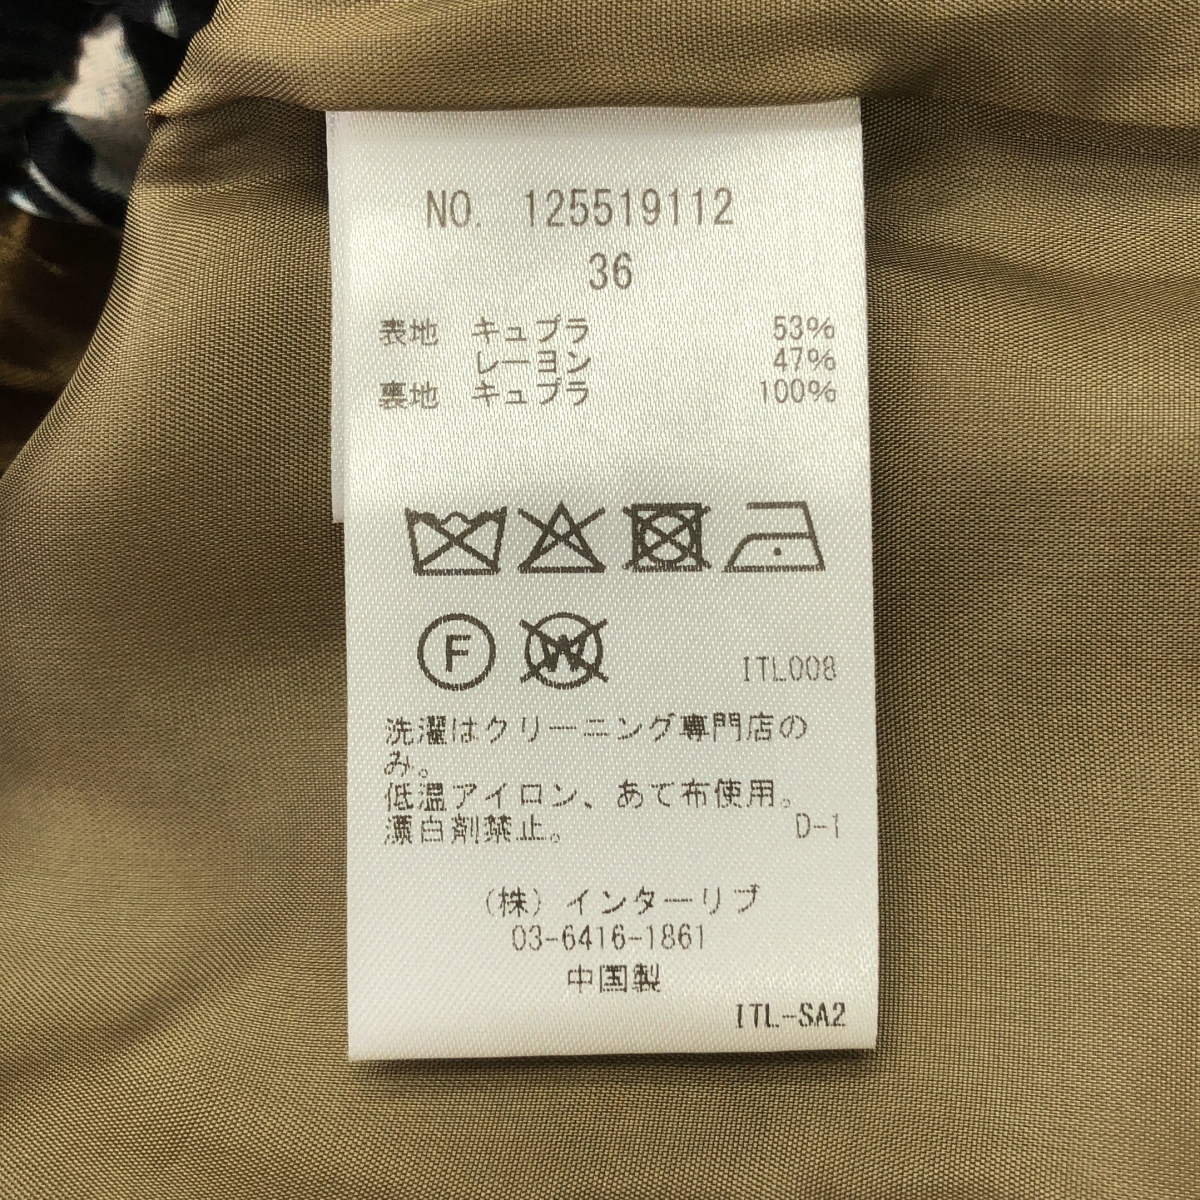 NO. 125519112
36
表地 キュプラ 53%
レーヨン 47%
裏地 キュプラ 100%
F
W
ITL008
洗濯はクリーニング専門店の
み。
低温アイロン、あて布使用。
漂白剤禁止。 D-1
(株)インターリブ
03-6416-1861
中国製
ITL-SA2